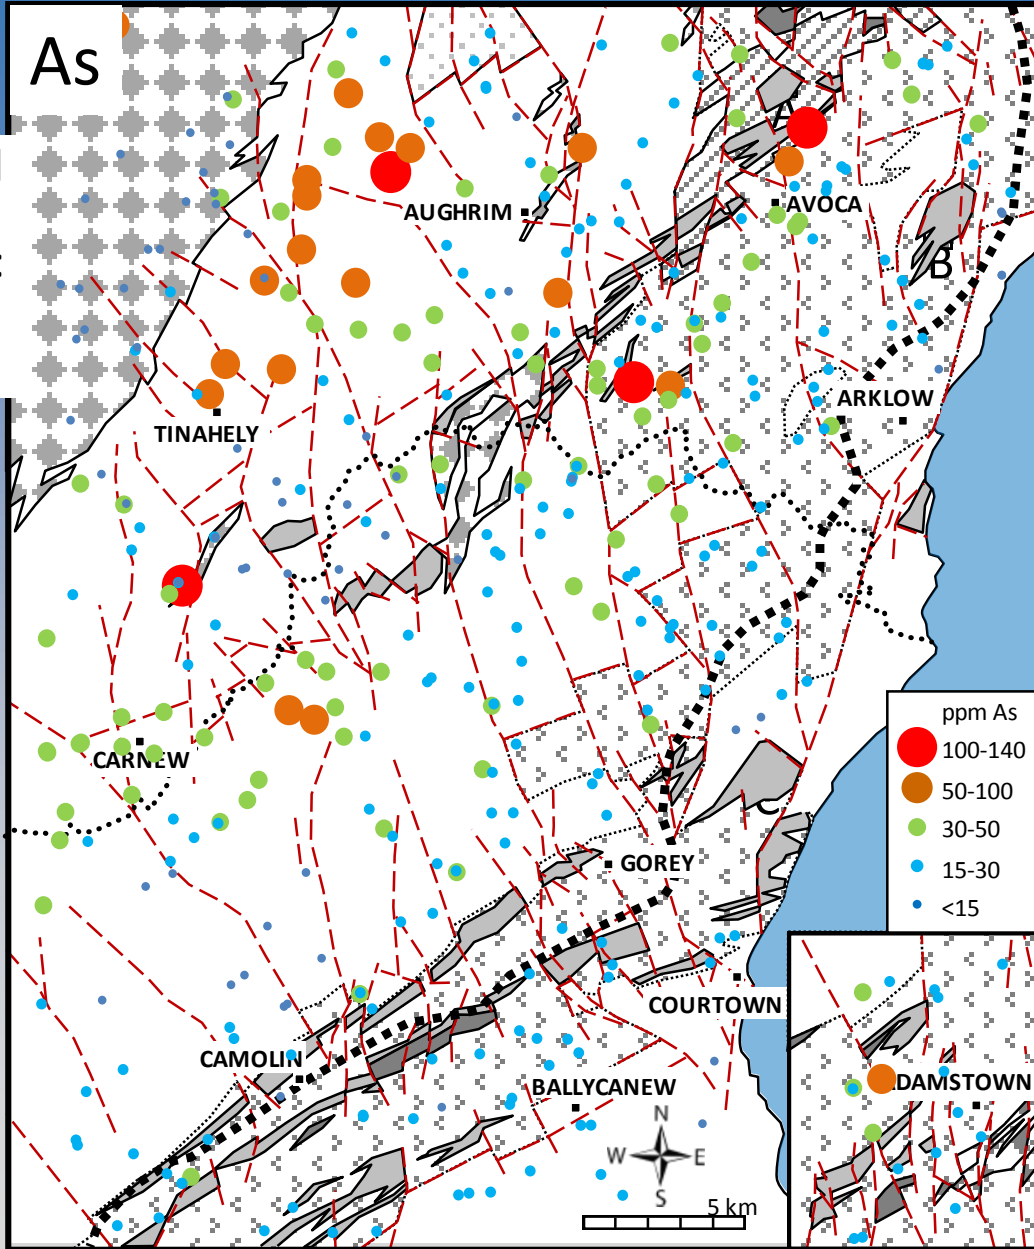 As
A
AUGHRIM
AVOCA
B
ARKLOW
TINAHELY
ppm As
100-140
50-100
30-50
15-30
<15
CARNEW
C
GOREY
COURTOWN
CAMOLIN
BALLYCANEW
DAMSTOWN
N
W E
S
5 km